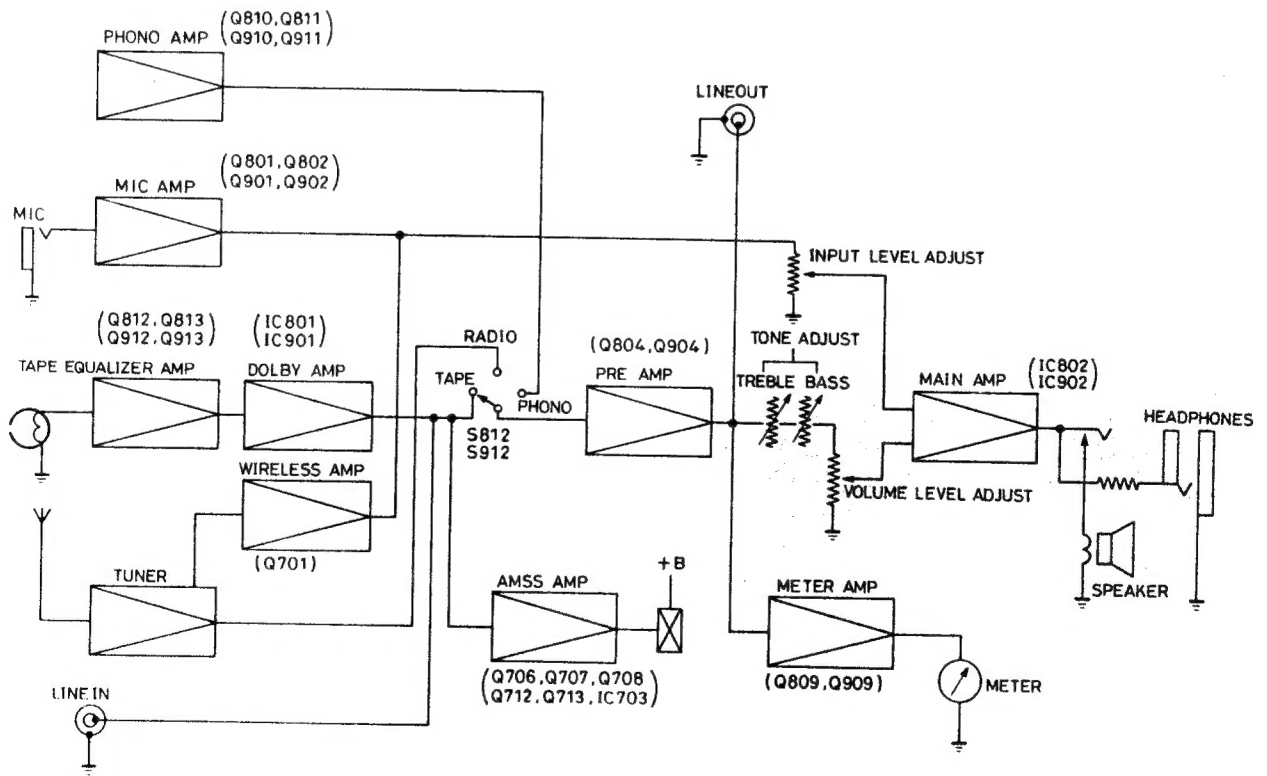 PHONO AMP
(Q810,Q811
Q910,Q911)
LINEOUT
MIC AMP
(Q801,Q802
Q901,Q902)
MIC
INPUT LEVEL ADJUST
(Q812,Q813
Q912,Q913)
TAPE EQUALIZER AMP
(IC801
IC901)
DOLBY AMP
RADIO
TAPE
PHONO
S812
S912
(Q804,Q904)
PRE AMP
TONE ADJUST
TREBLE BASS
MAIN AMP
(IC802
IC902)
HEADPHONES
VOLUME LEVEL ADJUST
WIRELESS AMP
(Q701)
SPEAKER
TUNER
AMSS AMP
+B
(Q706,Q707,Q708
Q712,Q713,IC703)
METER AMP
(Q809,Q909)
METER
LINE IN